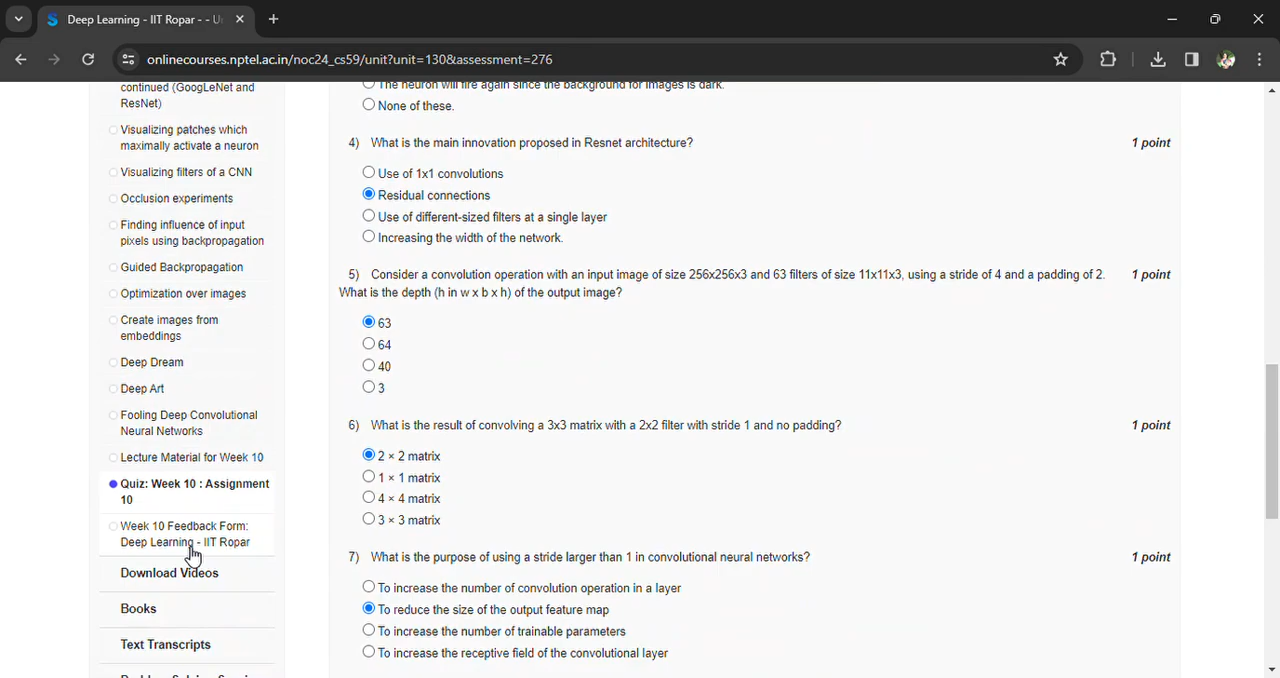 Deep Learning - IIT Ropar - - U
onlinecourses.nptel.ac.in/noc24_cs59/unit?unit=130&assessment=276
continued (GoogLeNet and
ResNet)
Visualizing patches which
maximally activate a neuron
Visualizing filters of a CNN
Occlusion experiments
Finding influence of input
pixels using backpropagation
Guided Backpropagation
Optimization over images
Create images from
embeddings
Deep Dream
Deep Art
Fooling Deep Convolutional
Neural Networks
Lecture Material for Week 10
Quiz: Week 10 : Assignment
10
Week 10 Feedback Form:
Deep Learning - IIT Ropar
Download Videos
Books
Text Transcripts
The neuron will fire again since the background for images is dark.
None of these.
4) What is the main innovation proposed in Resnet architecture? 1 point
Use of 1x1 convolutions
Residual connections
Use of different-sized filters at a single layer
Increasing the width of the network.
5) Consider a convolution operation with an input image of size 256x256x3 and 63 filters of size 11x11x3, using a stride of 4 and a padding of 2. 1 point
What is the depth (h in w x b x h) of the output image?
63
64
40
3
6) What is the result of convolving a 3x3 matrix with a 2x2 filter with stride 1 and no padding? 1 point
2 × 2 matrix
1 × 1 matrix
4 × 4 matrix
3 × 3 matrix
7) What is the purpose of using a stride larger than 1 in convolutional neural networks? 1 point
To increase the number of convolution operation in a layer
To reduce the size of the output feature map
To increase the number of trainable parameters
To increase the receptive field of the convolutional layer